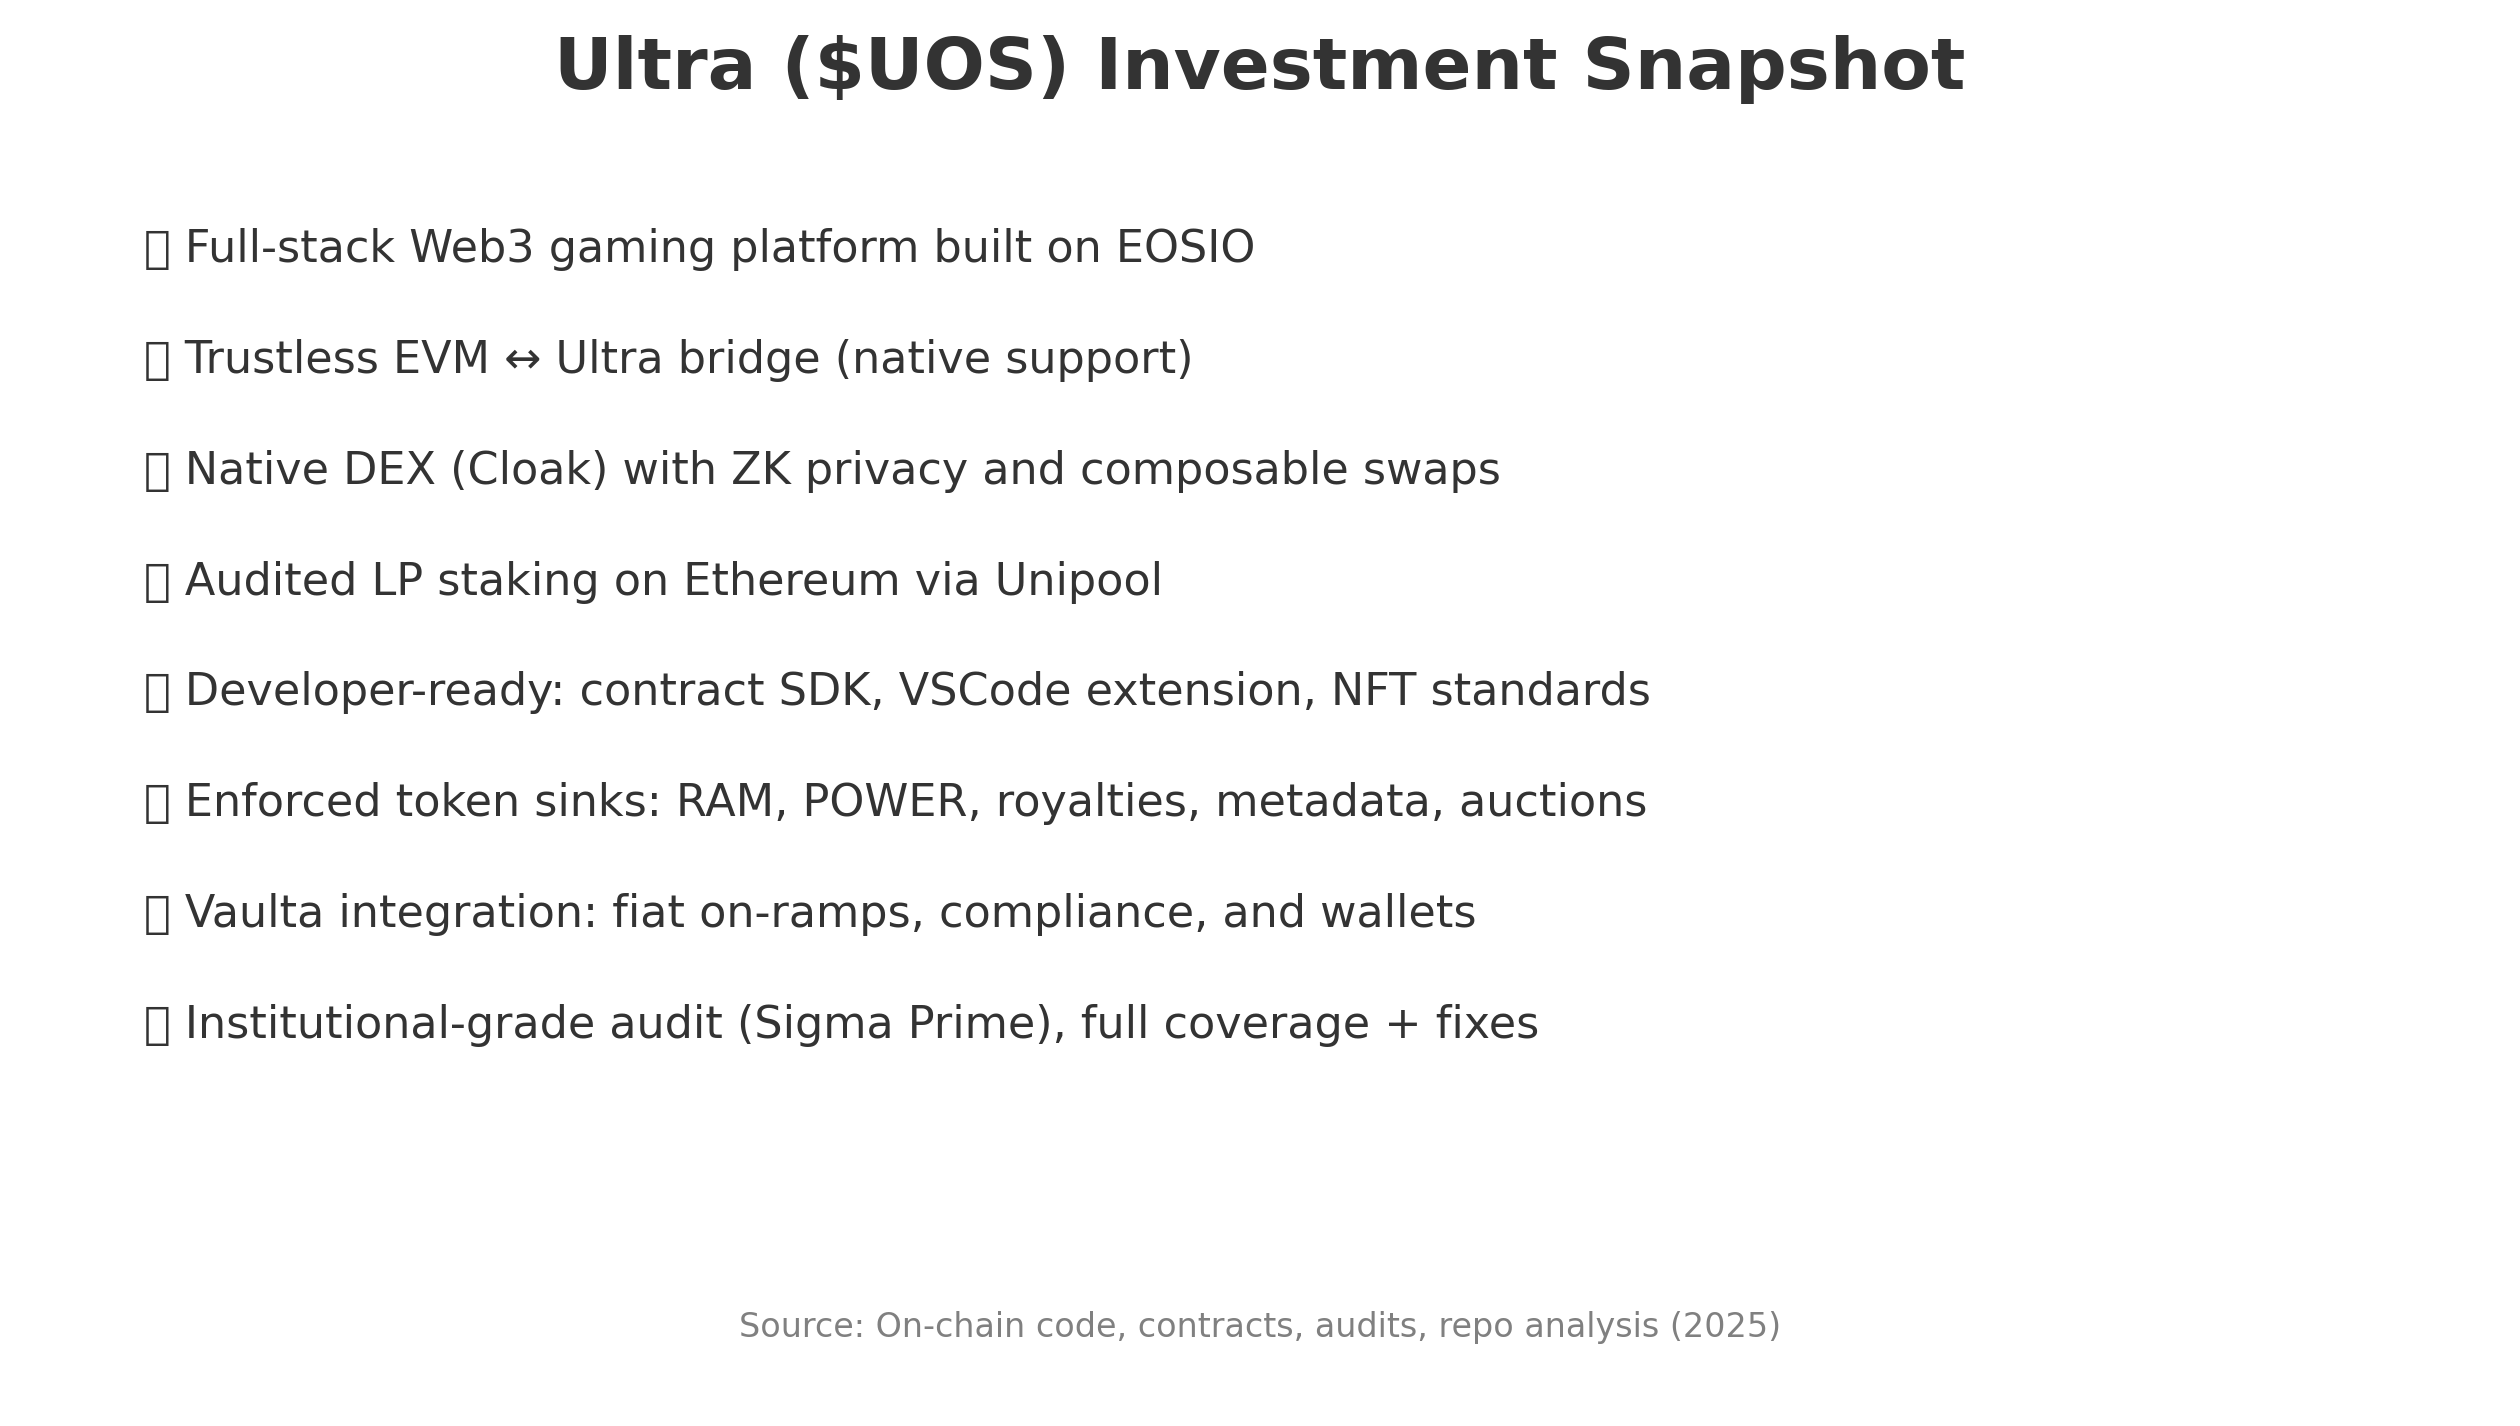 Ultra ($UOS) Investment Snapshot
Full-stack Web3 gaming platform built on EOSIO
Trustless EVM ↔ Ultra bridge (native support)
Native DEX (Cloak) with ZK privacy and composable swaps
Audited LP staking on Ethereum via Unipool
Developer-ready: contract SDK, VSCode extension, NFT standards
Enforced token sinks: RAM, POWER, royalties, metadata, auctions
Vaulta integration: fiat on-ramps, compliance, and wallets
Institutional-grade audit (Sigma Prime), full coverage + fixes
Source: On-chain code, contracts, audits, repo analysis (2025)